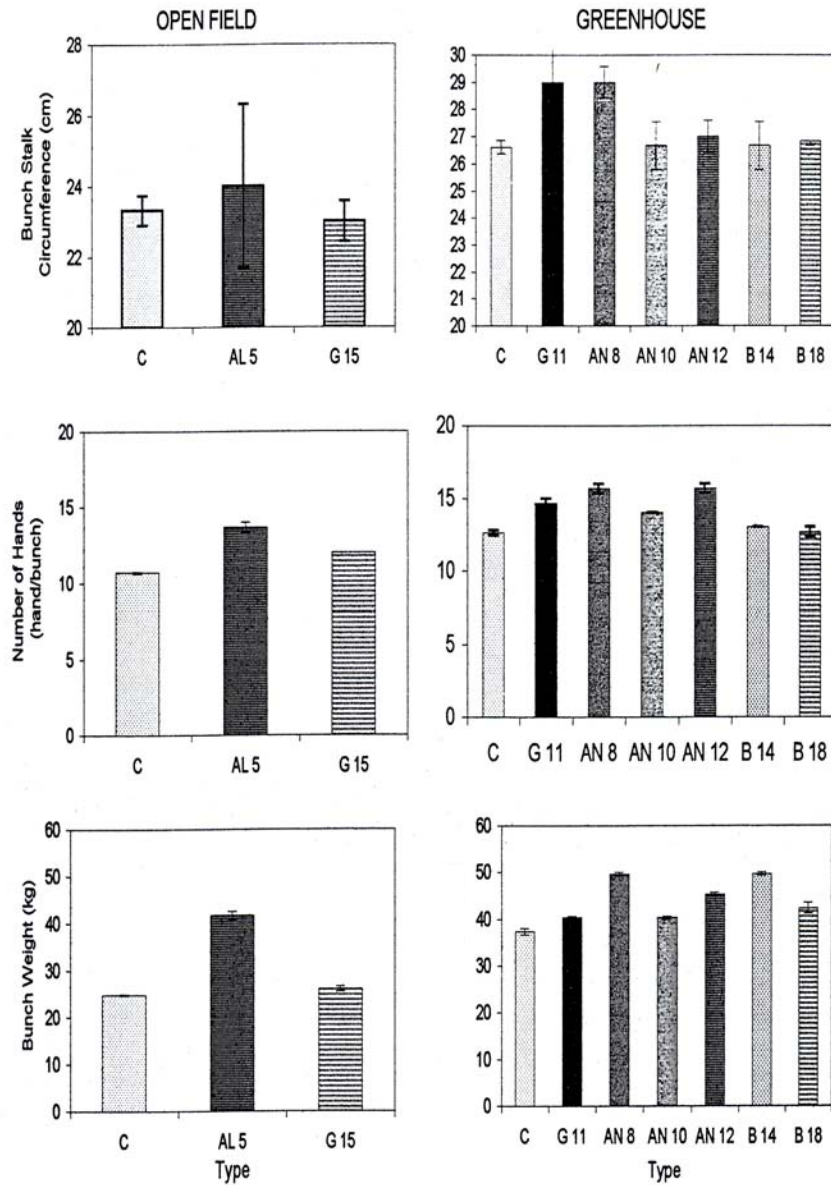 OPEN FIELD
GREENHOUSE
Bunch Stalk
Circumference (cm)
28
26
24
22
20
C AL 5 G 15
30
29
28
27
26
25
24
23
22
21
20
C G 11 AN 8 AN 10 AN 12 B 14 B 18
Number of Hands
(hand/bunch)
20
15
10
5
0
C AL 5 G 15
20
15
10
5
0
C G 11 AN 8 AN 10 AN 12 B 14 B 18
Bunch Weight (kg)
60
50
40
30
20
10
0
C AL 5 G 15
Type
60
50
40
30
20
10
0
C G 11 AN 8 AN 10 AN 12 B 14 B 18
Type